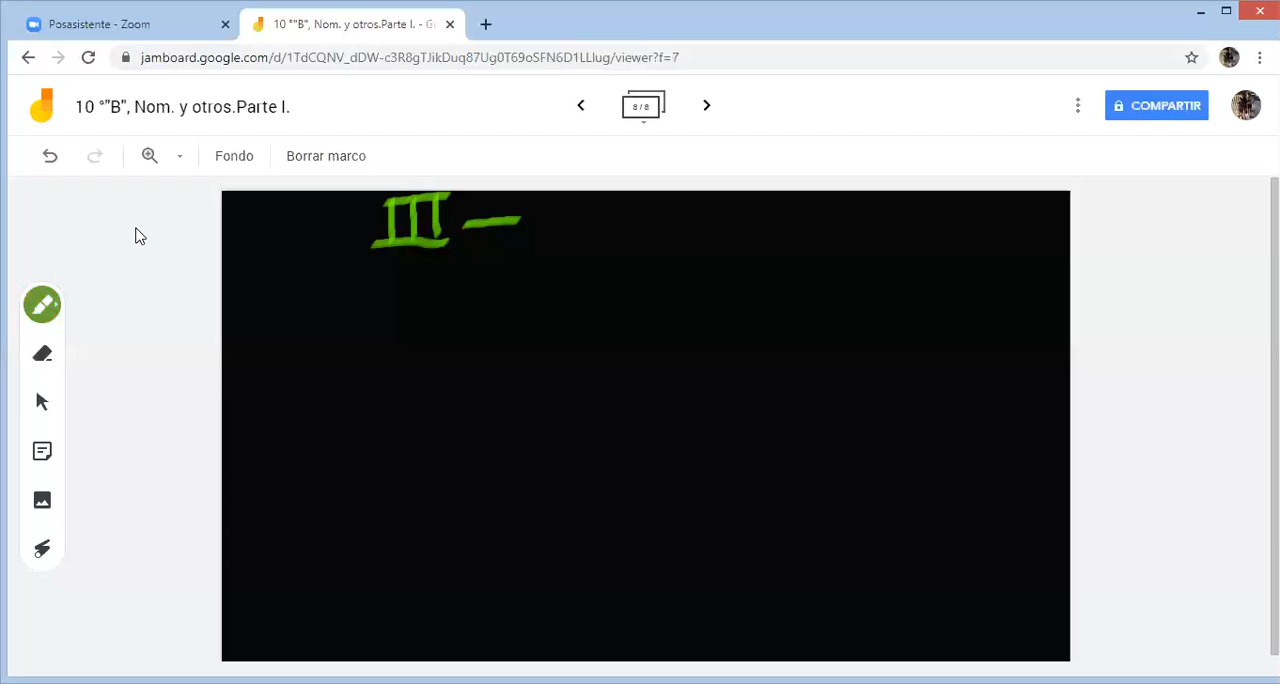 Posasistente - Zoom
10 °"B", Nom. y otros.Parte I. - G
jamboard.google.com/d/1TdCQNV_dDW-c3R8gTJikDuq87Ug0T69pSFN6D1LLlug/viewer?f=7
10 °"B", Nom. y otros.Parte I.
8/8
COMPARTIR
Fondo
Borrar marco
III —